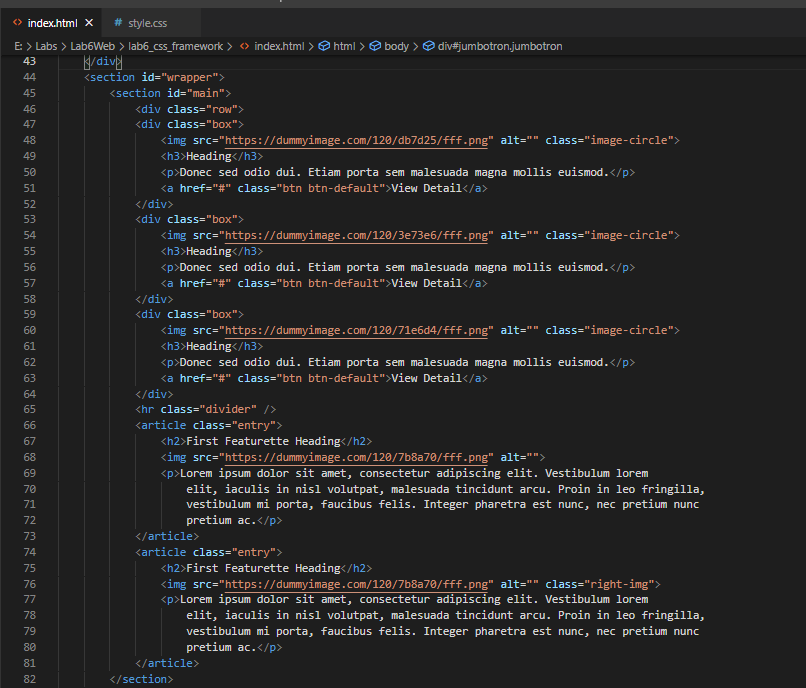 index.html
style.css
E: > Labs > Lab6Web > lab6_css_framework > index.html > html > body > div#jumbotron.jumbotron
43 </div>
44 <section id="wrapper">
45 <section id="main">
46 <div class="row">
47 <div class="box">
48 <img src="https://dummyimage.com/120/db7d25/fff.png" alt="" class="image-circle">
49 <h3>Heading</h3>
50 <p>Donec sed odio dui. Etiam porta sem malesuada magna mollis euismod.</p>
51 <a href="#" class="btn btn-default">View Detail</a>
52 </div>
53 <div class="box">
54 <img src="https://dummyimage.com/120/3e73e6/fff.png" alt="" class="image-circle">
55 <h3>Heading</h3>
56 <p>Donec sed odio dui. Etiam porta sem malesuada magna mollis euismod.</p>
57 <a href="#" class="btn btn-default">View Detail</a>
58 </div>
59 <div class="box">
60 <img src="https://dummyimage.com/120/71e6d4/fff.png" alt="" class="image-circle">
61 <h3>Heading</h3>
62 <p>Donec sed odio dui. Etiam porta sem malesuada magna mollis euismod.</p>
63 <a href="#" class="btn btn-default">View Detail</a>
64 </div>
65 <hr class="divider" />
66 <article class="entry">
67 <h2>First Featurette Heading</h2>
68 <img src="https://dummyimage.com/120/7b8a70/fff.png" alt="">
69 <p>Lorem ipsum dolor sit amet, consectetur adipiscing elit. Vestibulum lorem
70 elit, iaculis in nisl volutpat, malesuada tincidunt arcu. Proin in leo fringilla,
71 vestibulum mi porta, faucibus felis. Integer pharetra est nunc, nec pretium nunc
72 pretium ac.</p>
73 </article>
74 <article class="entry">
75 <h2>First Featurette Heading</h2>
76 <img src="https://dummyimage.com/120/7b8a70/fff.png" alt="" class="right-img">
77 <p>Lorem ipsum dolor sit amet, consectetur adipiscing elit. Vestibulum lorem
78 elit, iaculis in nisl volutpat, malesuada tincidunt arcu. Proin in leo fringilla,
79 vestibulum mi porta, faucibus felis. Integer pharetra est nunc, nec pretium nunc
80 pretium ac.</p>
81 </article>
82 </section>